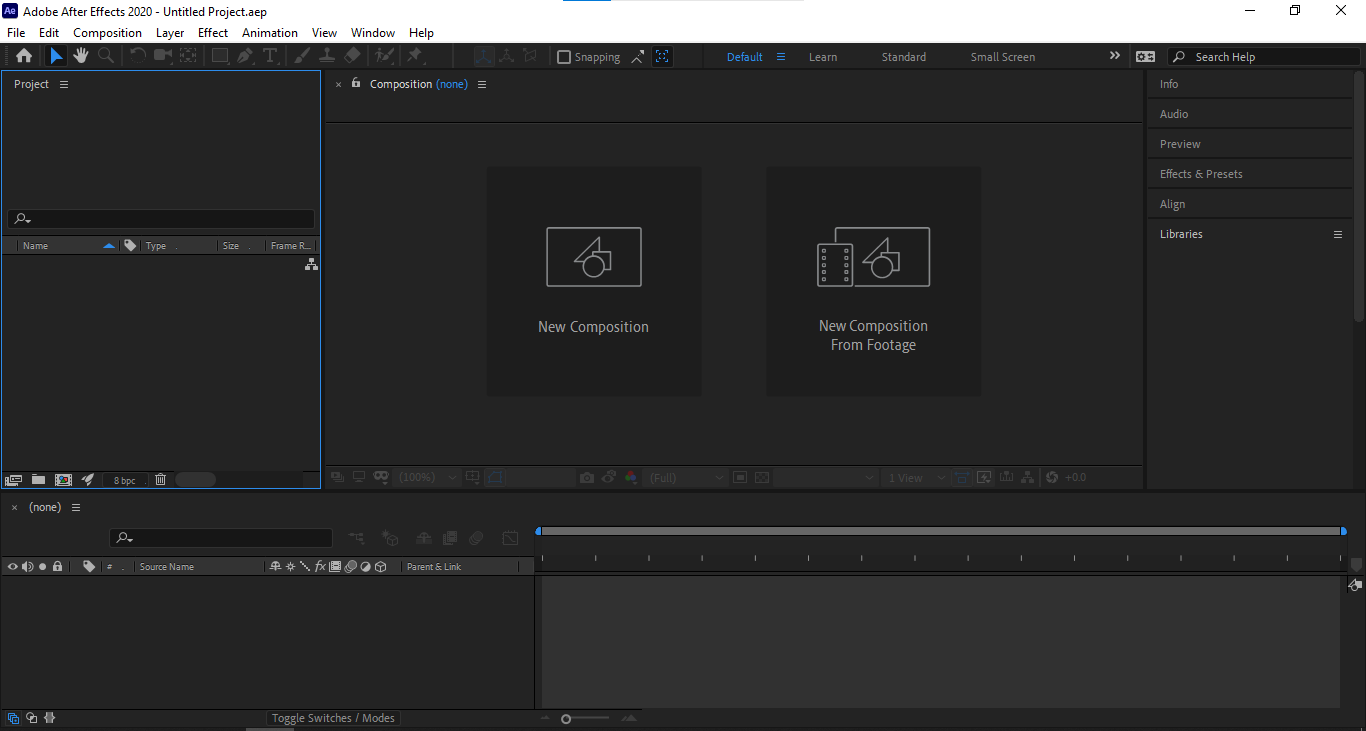 Ae Adobe After Effects 2020 - Untitled Project.aep
File Edit Composition Layer Effect Animation View Window Help
Snapping Default Learn Standard Small Screen Search Help
Project
Composition (none)
Info
Audio
Preview
Effects & Presets
Align
Libraries
Name Type Size Frame R...
New Composition
New Composition
From Footage
8 bpc
(100%) (Full) 1 View +0.0
(none)
# Source Name fx Parent & Link
Toggle Switches / Modes